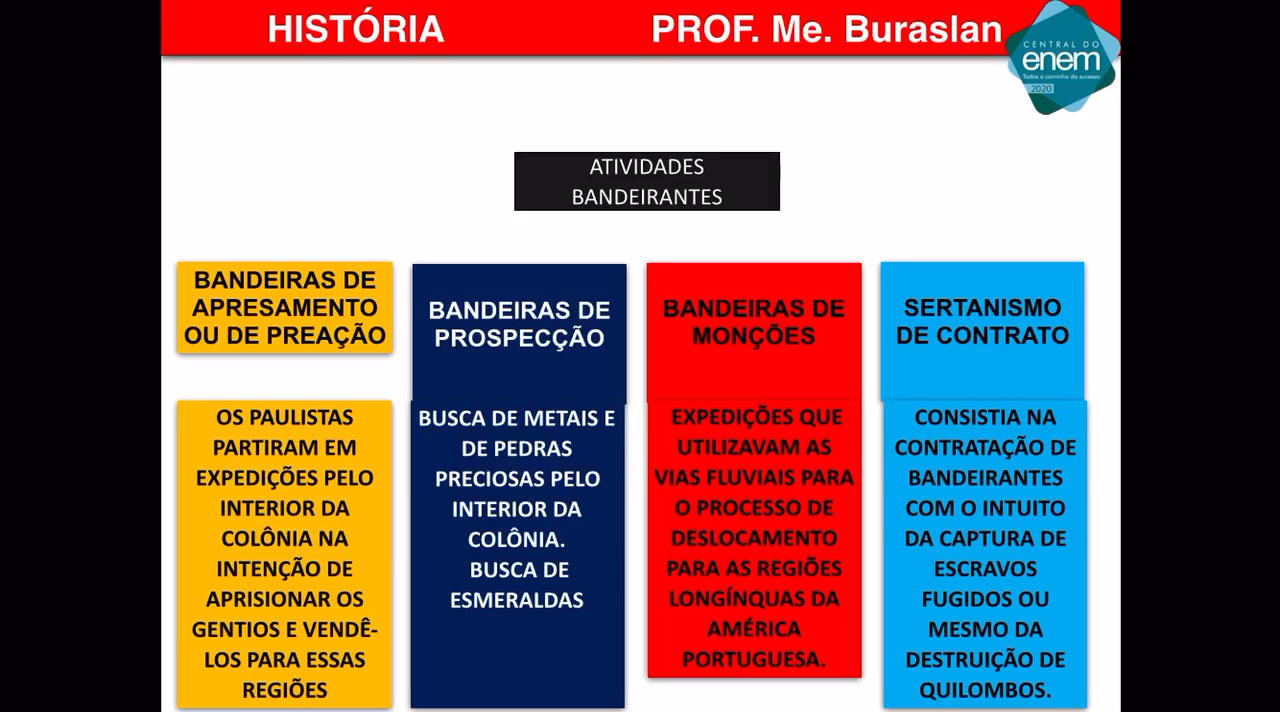 HISTÓRIA
PROF. Me. Buraslan
CENTRAL DO
enem
Todos a caminho do sucesso
2020
ATIVIDADES
BANDEIRANTES
BANDEIRAS DE
APRESAMENTO
OU DE PREAÇÃO
OS PAULISTAS
PARTIRAM EM
EXPEDIÇÕES PELO
INTERIOR DA
COLÔNIA NA
INTENÇÃO DE
APRISIONAR OS
GENTIOS E VENDÊ-
LOS PARA ESSAS
REGIÕES
BANDEIRAS DE
PROSPECÇÃO
BUSCA DE METAIS E
DE PEDRAS
PRECIOSAS PELO
INTERIOR DA
COLÔNIA.
BUSCA DE
ESMERALDAS
BANDEIRAS DE
MONÇÕES
EXPEDIÇÕES QUE
UTILIZAVAM AS
VIAS FLUVIAIS PARA
O PROCESSO DE
DESLOCAMENTO
PARA AS REGIÕES
LONGÍNQUAS DA
AMÉRICA
PORTUGUESA.
SERTANISMO
DE CONTRATO
CONSISTIA NA
CONTRATAÇÃO DE
BANDEIRANTES
COM O INTUITO
DA CAPTURA DE
ESCRAVOS
FUGIDOS OU
MESMO DA
DESTRUIÇÃO DE
QUILOMBOS.